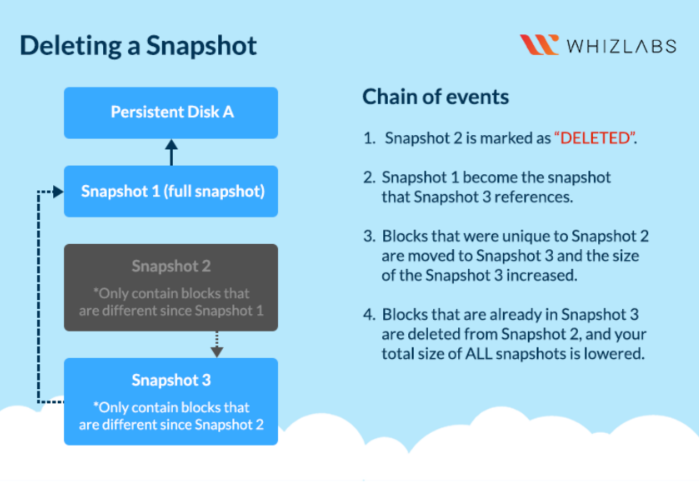 Deleting a Snapshot
WHIZLABS
Persistent Disk A
Snapshot 1 (full snapshot)
Snapshot 2
*Only contain blocks that
are different since Snapshot 1
Snapshot 3
*Only contain blocks that
are different since Snapshot 2
Chain of events
1. Snapshot 2 is marked as "DELETED".
2. Snapshot 1 become the snapshot
that Snapshot 3 references.
3. Blocks that were unique to Snapshot 2
are moved to Snapshot 3 and the size
of the Snapshot 3 increased.
4. Blocks that are already in Snapshot 3
are deleted from Snapshot 2, and your
total size of ALL snapshots is lowered.